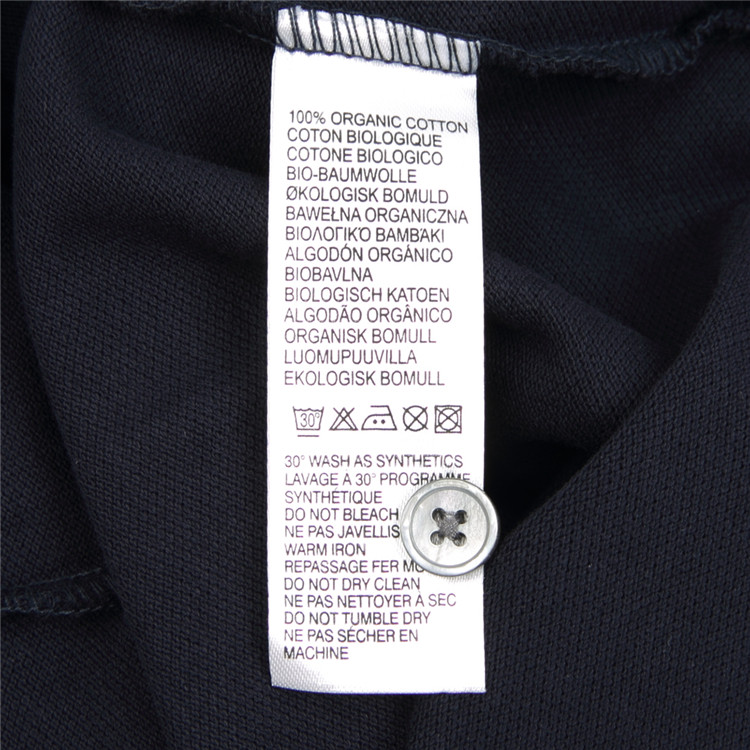 100% ORGANIC COTTON
COTON BIOLOGIQUE
COTONE BIOLOGICO
BIO-BAUMWOLLE
ØKOLOGISK BOMULD
BAWEŁNA ORGANICZNA
ΒΙΟΛΟΓΙΚΌ ΒΑΜΒΆΚΙ
ALGODÓN ORGÁNICO
BIOBAVLNA
BIOLOGISCH KATOEN
ALGODÃO ORGÂNICO
ORGANISK BOMULL
LUOMUPUUVILLA
EKOLOGISK BOMULL
30°
30° WASH AS SYNTHETICS
LAVAGE À 30° PROGRAMME
SYNTHÉTIQUE
DO NOT BLEACH
NE PAS JAVELLIS
WARM IRON
REPASSAGE FER
DO NOT DRY CLEAN
NE PAS NETTOYER À SEC
DO NOT TUMBLE DRY
NE PAS SÉCHER EN
MACHINE